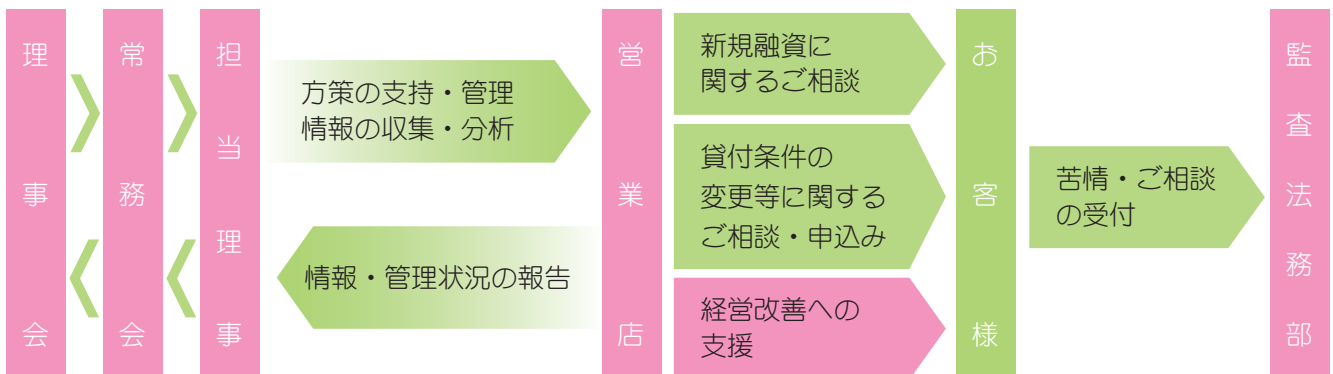 理事会
常務会
担当理事
方策の支持・管理
情報の収集・分析
情報・管理状況の報告
営業店
新規融資に
関するご相談
貸付条件の
変更等に関する
ご相談・申込み
経営改善への
支援
お客様
苦情・ご相談
の受付
監査法務部